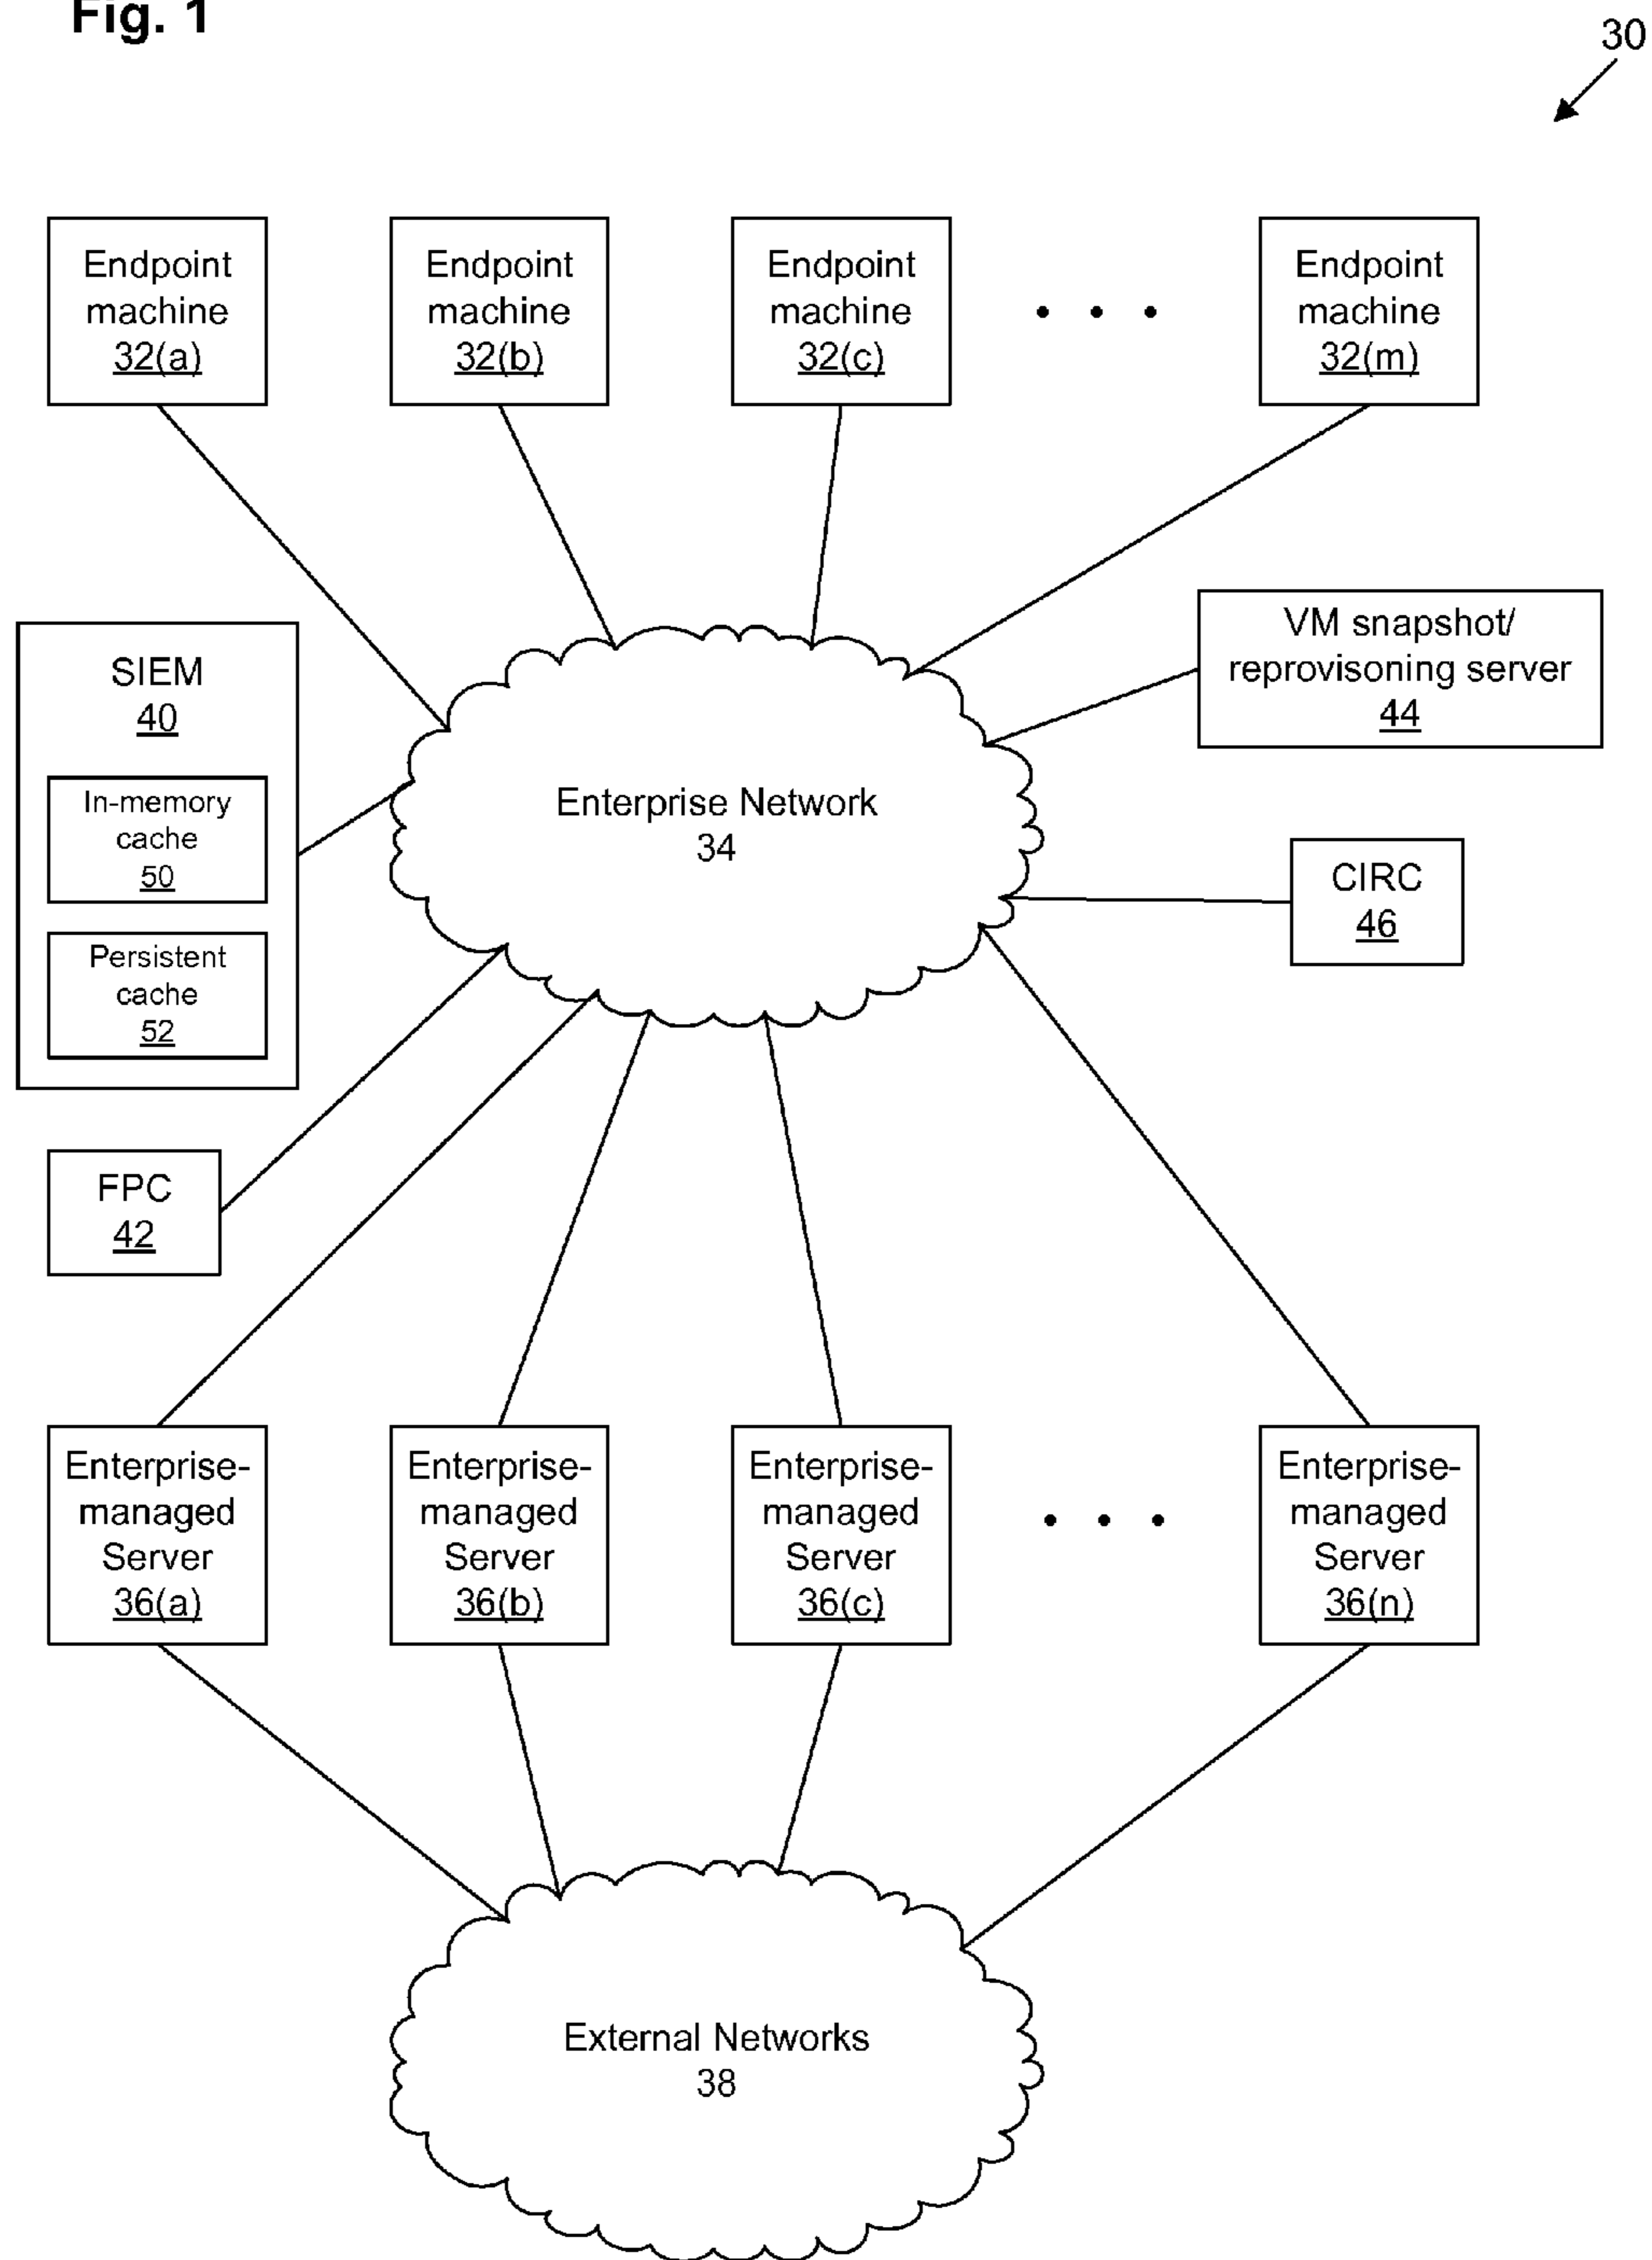 Fig. 1
30
Endpoint
machine
32(a)
Endpoint
machine
32(b)
Endpoint
machine
32(c)
• • •
Endpoint
machine
32(m)
SIEM
40
In-memory
cache
50
Persistent
cache
52
VM snapshot/
reprovisoning server
44
Enterprise Network
34
CIRC
46
FPC
42
Enterprise-
managed
Server
36(a)
Enterprise-
managed
Server
36(b)
Enterprise-
managed
Server
36(c)
• • •
Enterprise-
managed
Server
36(n)
External Networks
38